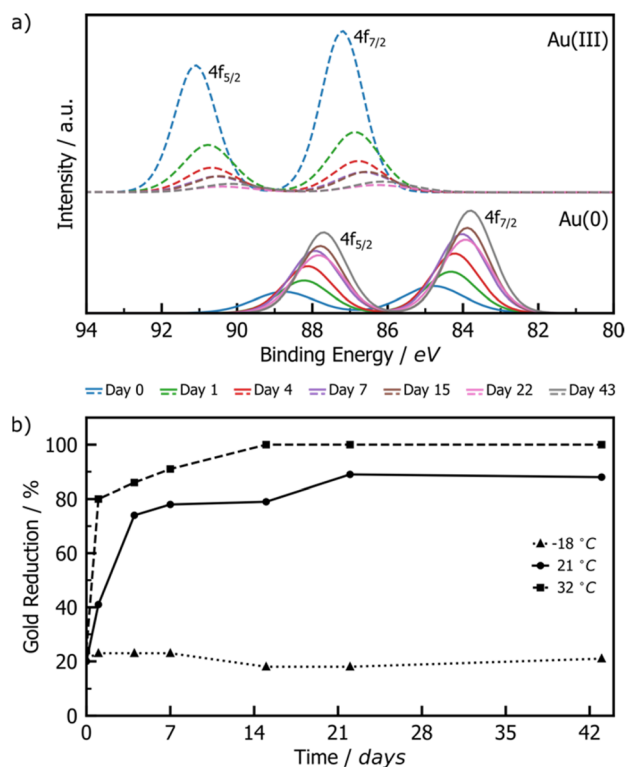 a)
4f5/2
4f7/2
Au(III)
Intensity / a.u.
4f5/2
4f7/2
Au(0)
94 92 90 88 86 84 82 80
Binding Energy / eV
Day 0 Day 1 Day 4 Day 7 Day 15 Day 22 Day 43
b)
Gold Reduction / %
100
80
60
40
20
0
-18 °C
21 °C
32 °C
0 7 14 21 28 35 42
Time / days